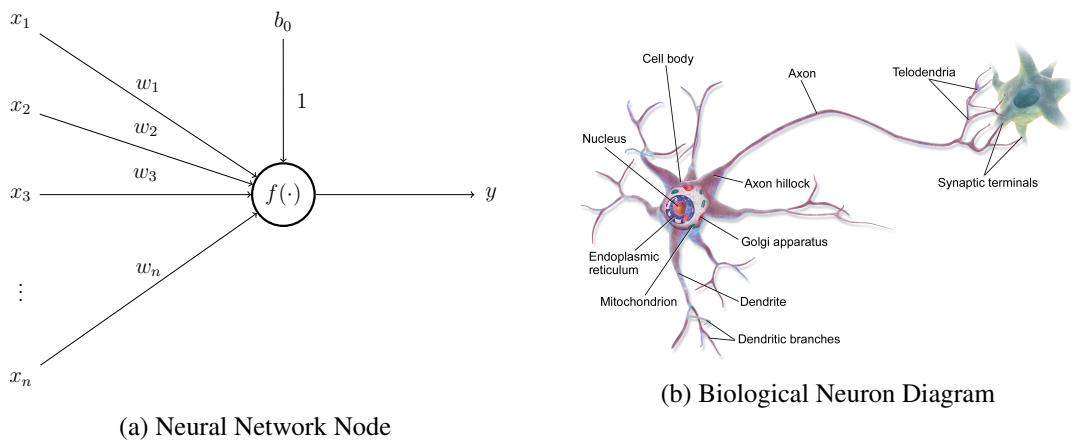 x₁
b₀
w₁
1
x₂
w₂
w₃
x₃
f(·)
y
wₙ
⋮
xₙ
(a) Neural Network Node
Cell body
Axon
Telodendria
Nucleus
Synaptic terminals
Axon hillock
Golgi apparatus
Endoplasmic
reticulum
Mitochondrion
Dendrite
Dendritic branches
(b) Biological Neuron Diagram